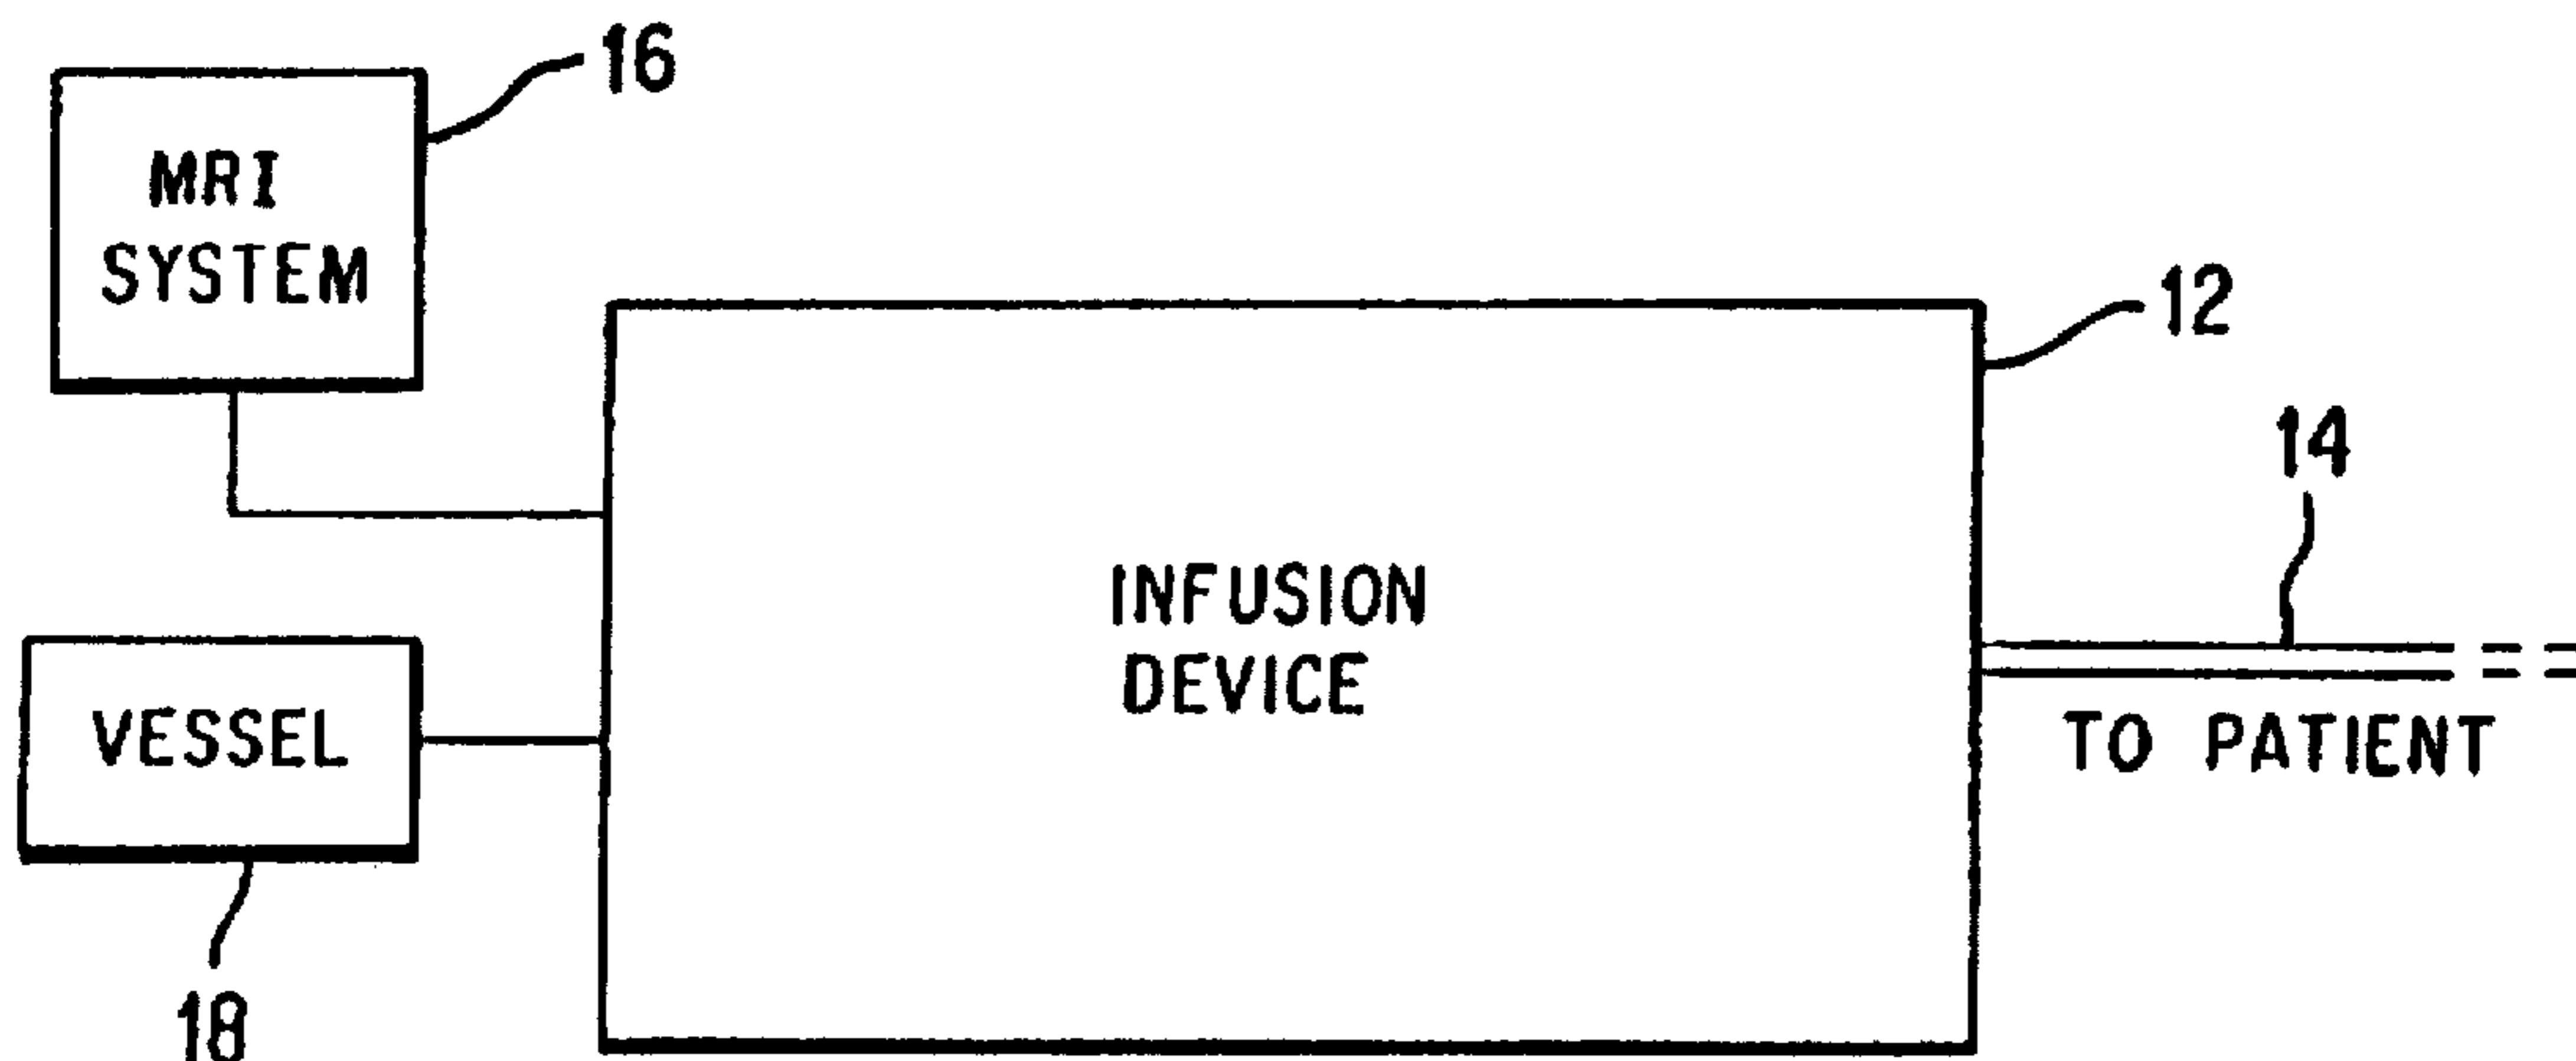 16
MRI
SYSTEM
12
14
INFUSION
DEVICE
VESSEL
TO PATIENT
18